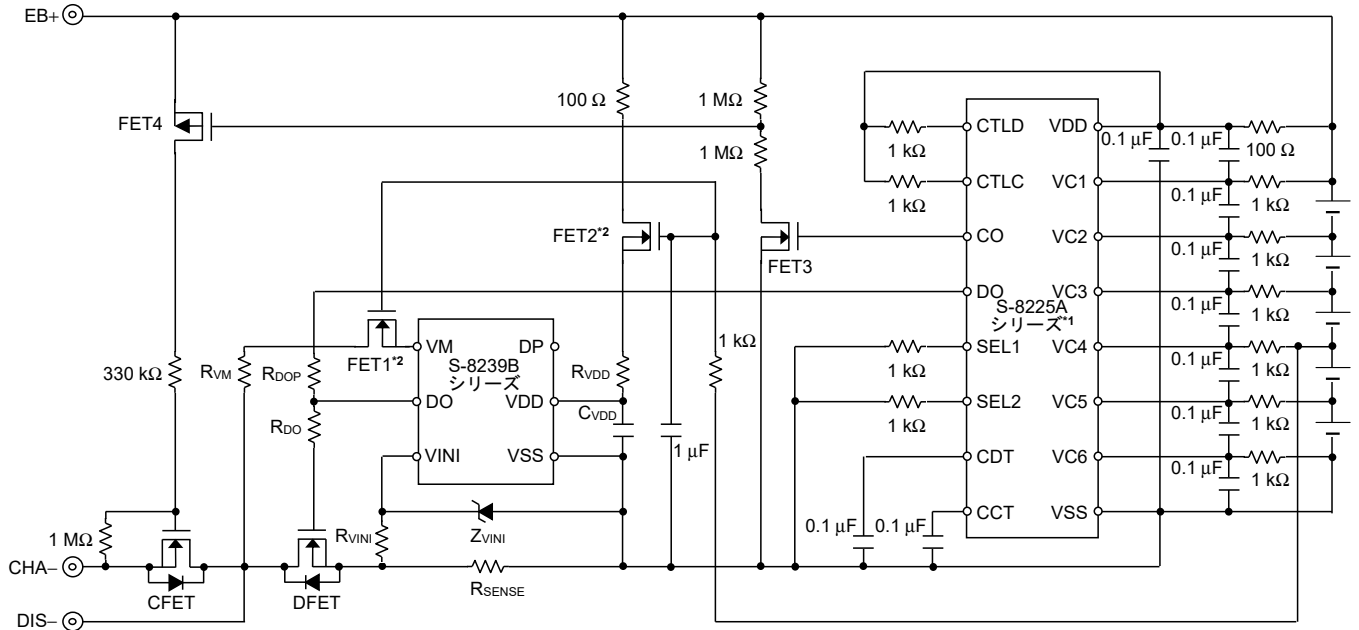 EB+
FET4
100 Ω
1 MΩ
1 MΩ
FET2*2
FET3
FET1*2
330 kΩ
RVM
RDOP
RDO
VM
DP
S-8239B
シリーズ
DO
VDD
VINI
VSS
RVDD
CVDD
1 kΩ
1 µF
RVINI
ZVINI
RSENSE
1 MΩ
CHA−
CFET
DFET
DIS−
CTLD
VDD
1 kΩ
CTLC
VC1
1 kΩ
CO
VC2
DO
VC3
S-8225A
シリーズ*1
SEL1
VC4
1 kΩ
SEL2
VC5
1 kΩ
CDT
VC6
CCT
VSS
0.1 µF
0.1 µF
0.1 µF
0.1 µF
100 Ω
0.1 µF
1 kΩ
0.1 µF
1 kΩ
0.1 µF
1 kΩ
0.1 µF
1 kΩ
0.1 µF
1 kΩ
0.1 µF
1 kΩ